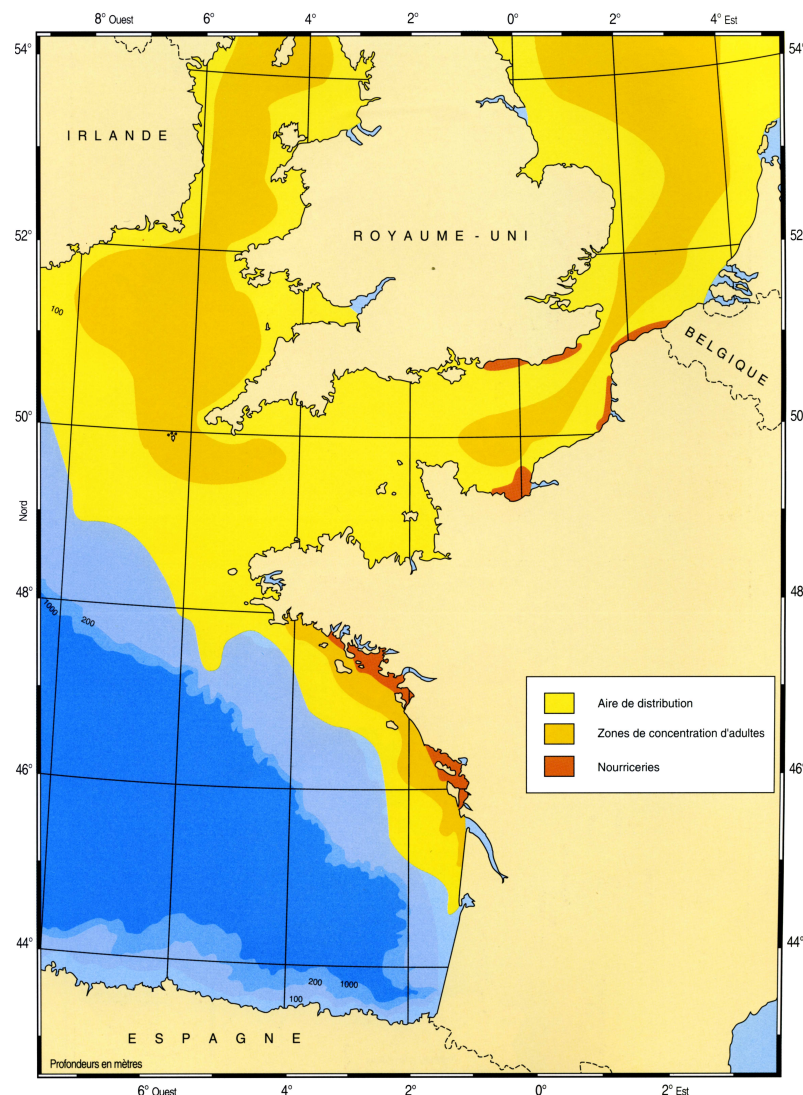 8° Ouest 6° 4° 2° 0° 2° 4° Est
54° 54°
IRLANDE
ROYAUME-UNI
52° 52°
100
BELGIQUE
50° 50°
Nord
48° 48
1000
200
Aire de distribution
Zones de concentration d'adultes
Nourriceries
46° 46°
44° 44°
200 1000
100
ESPAGNE
Profondeurs en mètres
6° Ouest 4° 2° 0° 2° Est